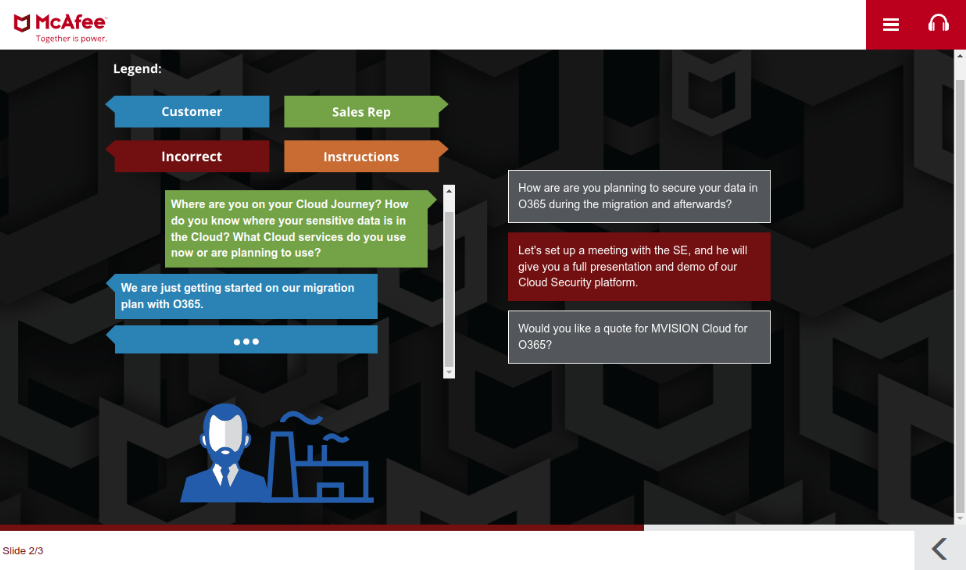 McAfee
Together is power.
Legend:
Customer
Sales Rep
Incorrect
Instructions
Where are you on your Cloud Journey? How
do you know where your sensitive data is in
the Cloud? What Cloud services do you use
now or are planning to use?
We are just getting started on our migration
plan with O365.
How are are you planning to secure your data in
O365 during the migration and afterwards?
Let's set up a meeting with the SE, and he will
give you a full presentation and demo of our
Cloud Security platform.
Would you like a quote for MVISION Cloud for
O365?
Slide 2/3